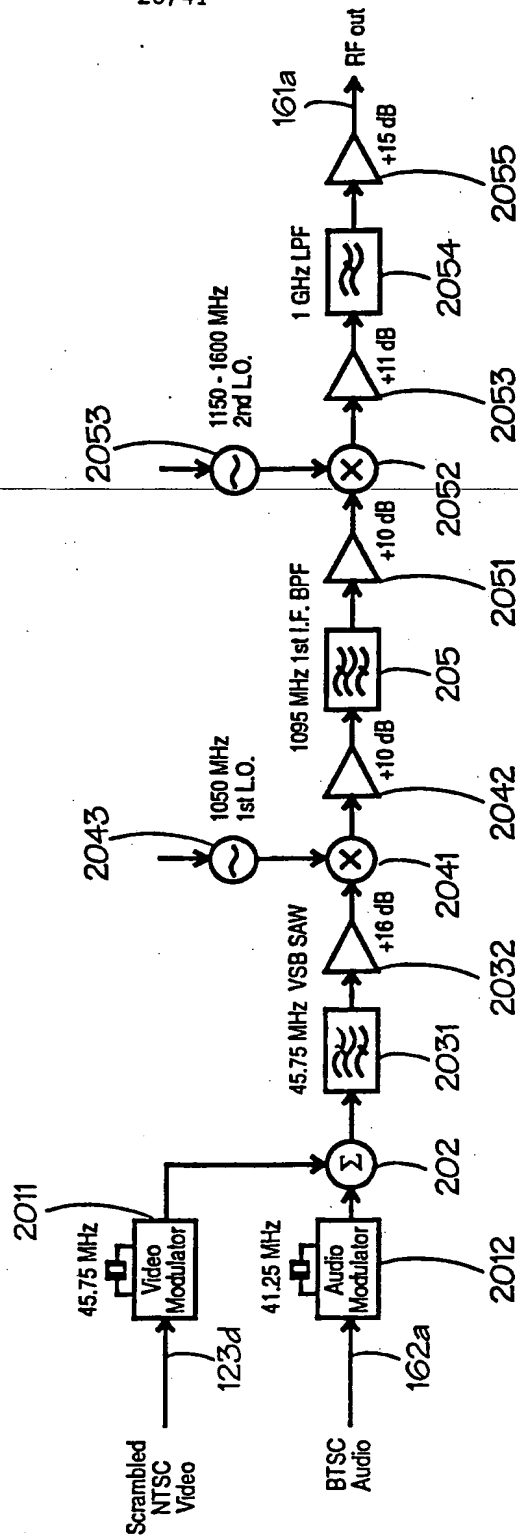 20/41
Scrambled
NTSC
Video
123d
45.75 MHz
Video
Modulator
2011
BTSC
Audio
162a
41.25 MHz
Audio
Modulator
2012
Σ
202
45.75 MHz VSB SAW
2031
+16 dB
2032
2043
1050 MHz
1st L.O.
~
X
2041
+10 dB
2042
1095 MHz 1st I.F. BPF
205
+10 dB
2051
2053
1150 - 1600 MHz
2nd L.O.
~
X
2052
+11 dB
2053
1 GHz LPF
2054
+15 dB
2055
161a
RF out